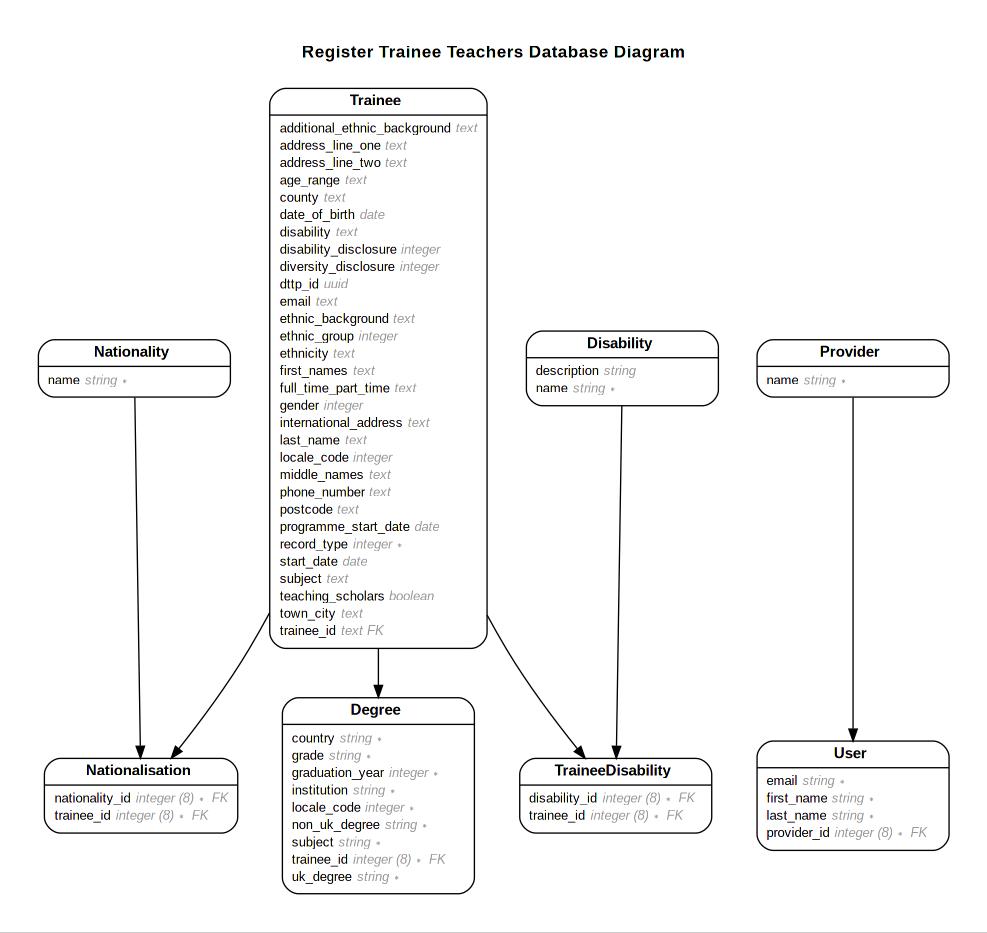 Register Trainee Teachers Database Diagram
Trainee
additional_ethnic_background text
address_line_one text
address_line_two text
age_range text
county text
date_of_birth date
disability text
disability_disclosure integer
diversity_disclosure integer
dttp_id uuid
email text
ethnic_background text
ethnic_group integer
ethnicity text
first_names text
full_time_part_time text
gender integer
international_address text
last_name text
locale_code integer
middle_names text
phone_number text
postcode text
programme_start_date date
record_type integer *
start_date date
subject text
teaching_scholars boolean
town_city text
trainee_id text FK
Nationality
name string *
Disability
description string
name string *
Provider
name string *
Nationalisation
nationality_id integer (8) * FK
trainee_id integer (8) * FK
Degree
country string *
grade string *
graduation_year integer *
institution string *
locale_code integer *
non_uk_degree string *
subject string *
trainee_id integer (8) * FK
uk_degree string *
TraineeDisability
disability_id integer (8) * FK
trainee_id integer (8) * FK
User
email string *
first_name string *
last_name string *
provider_id integer (8) * FK